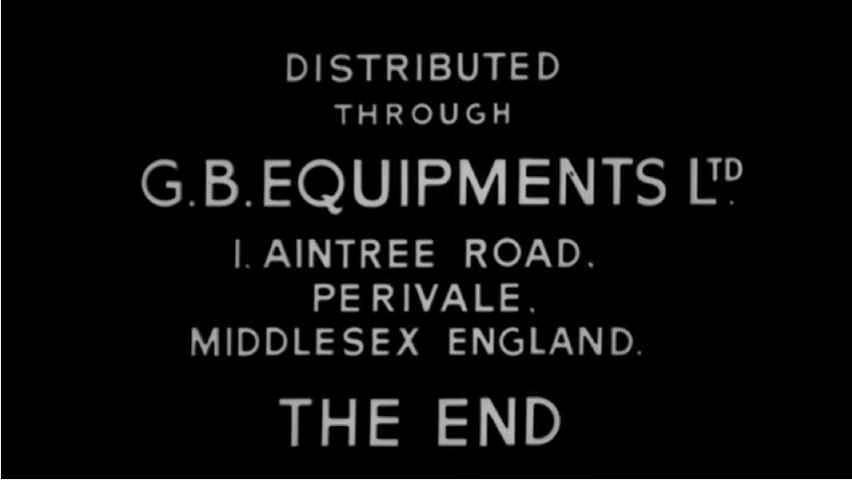 DISTRIBUTED
THROUGH
G.B. EQUIPMENTS LTD.
1. AINTREE ROAD.
PERIVALE.
MIDDLESEX ENGLAND.
THE END